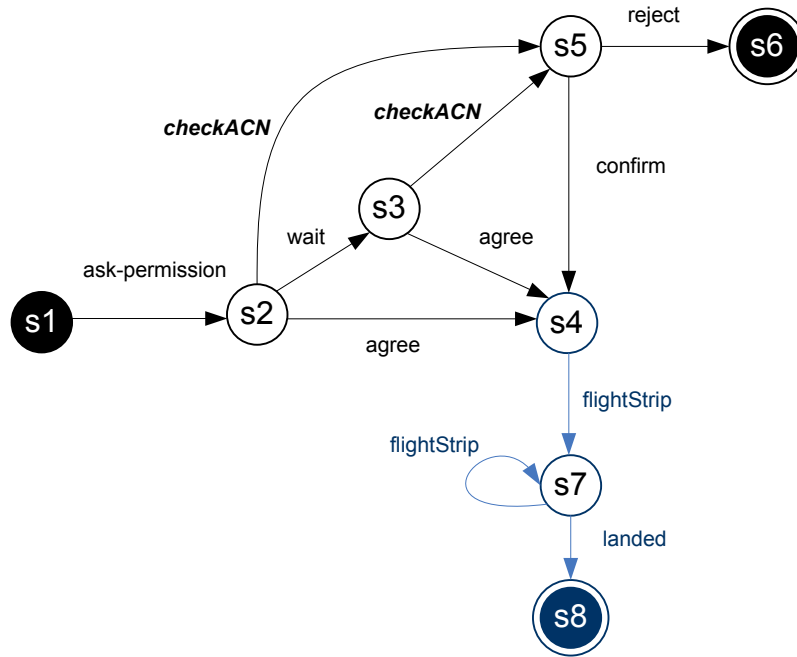 reject
s5
s6
checkACN
checkACN
confirm
s3
wait
agree
ask-permission
s1
s2
s4
agree
flightStrip
flightStrip
s7
landed
s8